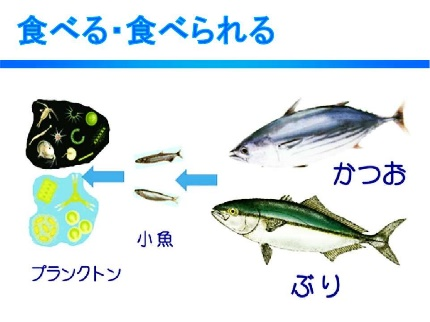 食べる・食べられる
かつお
小魚
プランクトン
ぶり